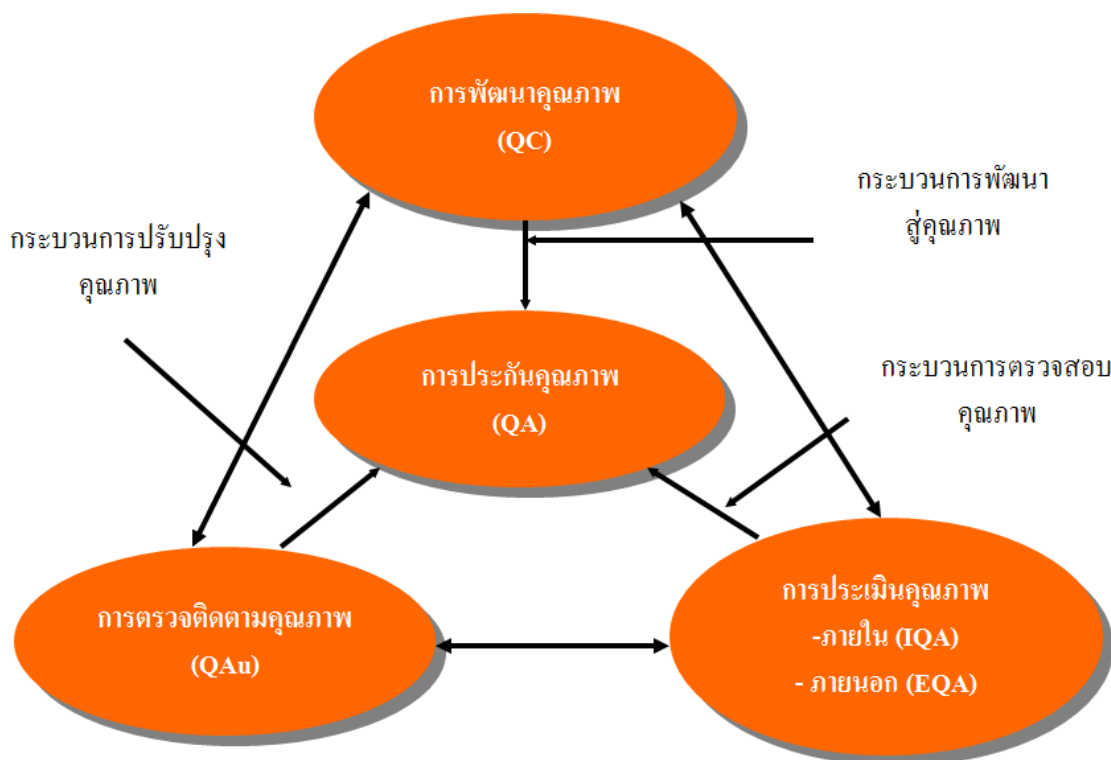 การพัฒนาคุณภาพ
(QC)
กระบวนการพัฒนา
สู่คุณภาพ
กระบวนการปรับปรุง
คุณภาพ
การประกันคุณภาพ
(QA)
กระบวนการตรวจสอบ
คุณภาพ
การตรวจติดตามคุณภาพ
(QAu)
การประเมินคุณภาพ
-ภายใน (IQA)
- ภายนอก (EQA)